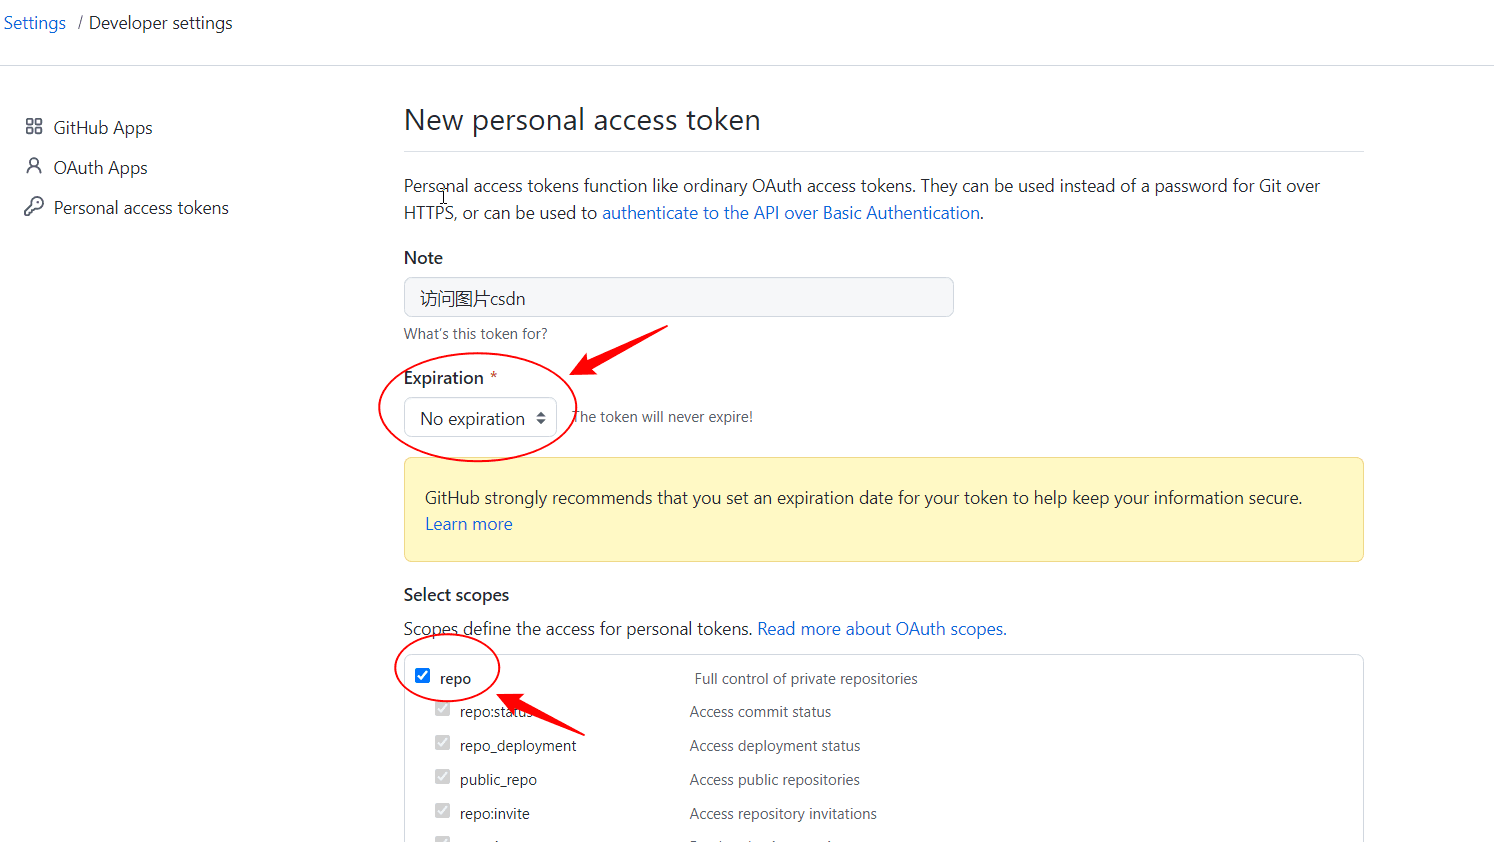 Settings / Developer settings
GitHub Apps
OAuth Apps
Personal access tokens
New personal access token
Personal access tokens function like ordinary OAuth access tokens. They can be used instead of a password for Git over
HTTPS, or can be used to authenticate to the API over Basic Authentication.
Note
访问图片csdn
What's this token for?
Expiration *
No expiration The token will never expire!
GitHub strongly recommends that you set an expiration date for your token to help keep your information secure.
Learn more
Select scopes
Scopes define the access for personal tokens. Read more about OAuth scopes.
repo Full control of private repositories
repo:status Access commit status
repo_deployment Access deployment status
public_repo Access public repositories
repo:invite Access repository invitations